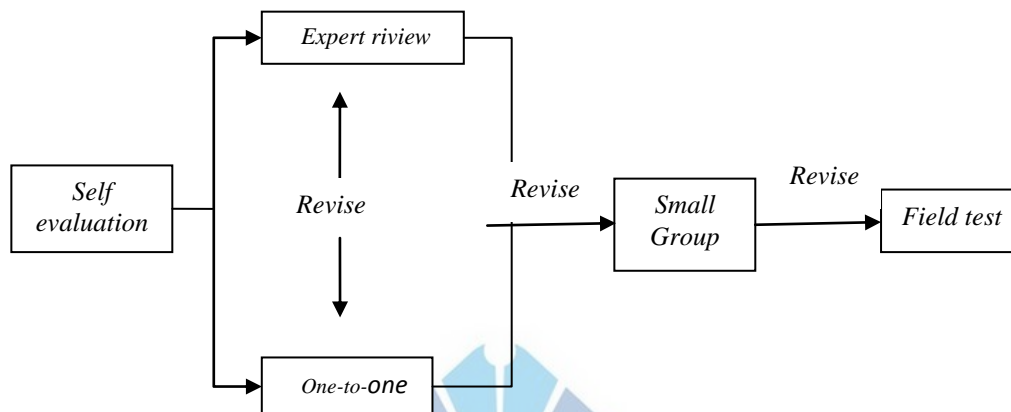 Expert riview
Self
evaluation
Revise
One-to-one
Revise
Small
Group
Revise
Field test